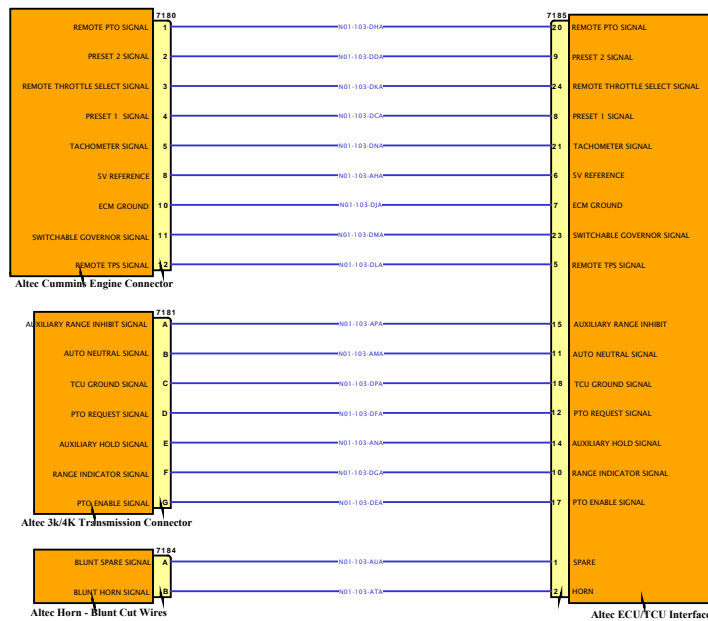 7180 7185
REMOTE PTO SIGNAL 1 N01-103-DHA 20 REMOTE PTO SIGNAL
PRESET 2 SIGNAL 2 N01-103-DDA 9 PRESET 2 SIGNAL
REMOTE THROTTLE SELECT SIGNAL 3 N01-103-DKA 24 REMOTE THROTTLE SELECT SIGNAL
PRESET 1 SIGNAL 4 N01-103-DCA 8 PRESET 1 SIGNAL
TACHOMETER SIGNAL 5 N01-103-DNA 21 TACHOMETER SIGNAL
5V REFERENCE 8 N01-103-AHA 6 5V REFERENCE
ECM GROUND 10 N01-103-DJA 7 ECM GROUND
SWITCHABLE GOVERNOR SIGNAL 11 N01-103-DMA 23 SWITCHABLE GOVERNOR SIGNAL
REMOTE TPS SIGNAL 12 N01-103-DLA 5 REMOTE TPS SIGNAL
Altec Cummins Engine Connector
7181
AUXILIARY RANGE INHIBIT SIGNAL A N01-103-APA 15 AUXILIARY RANGE INHIBIT
AUTO NEUTRAL SIGNAL B N01-103-AMA 11 AUTO NEUTRAL SIGNAL
TCU GROUND SIGNAL C N01-103-DPA 18 TCU GROUND SIGNAL
PTO REQUEST SIGNAL D N01-103-DFA 12 PTO REQUEST SIGNAL
AUXILIARY HOLD SIGNAL E N01-103-ANA 14 AUXILIARY HOLD SIGNAL
RANGE INDICATOR SIGNAL F N01-103-DGA 10 RANGE INDICATOR SIGNAL
PTO ENABLE SIGNAL G N01-103-DEA 17 PTO ENABLE SIGNAL
Altec 3k/4K Transmission Connector
7184
BLUNT SPARE SIGNAL A N01-103-AUA 1 SPARE
BLUNT HORN SIGNAL B N01-103-ATA 2 HORN
Altec Horn - Blunt Cut Wires Altec ECU/TCU Interface